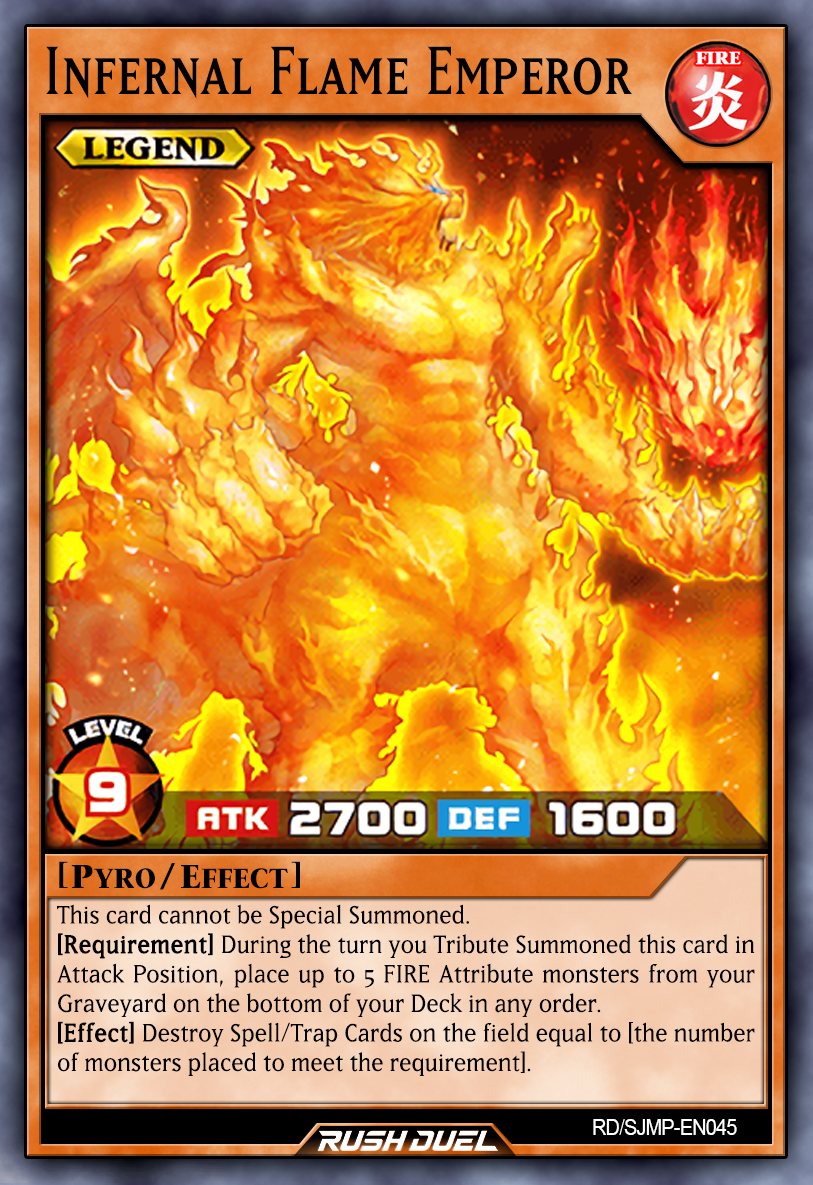 INFERNAL FLAME EMPEROR
FIRE
炎
LEGEND
LEVEL
9
ATK 2700 DEF 1600
[PYRO/EFFECT]
This card cannot be Special Summoned.
[Requirement] During the turn you Tribute Summoned this card in
Attack Position, place up to 5 FIRE Attribute monsters from your
Graveyard on the bottom of your Deck in any order.
[Effect] Destroy Spell/Trap Cards on the field equal to [the number
of monsters placed to meet the requirement].
RD/SJMP-EN045
RUSH DUEL